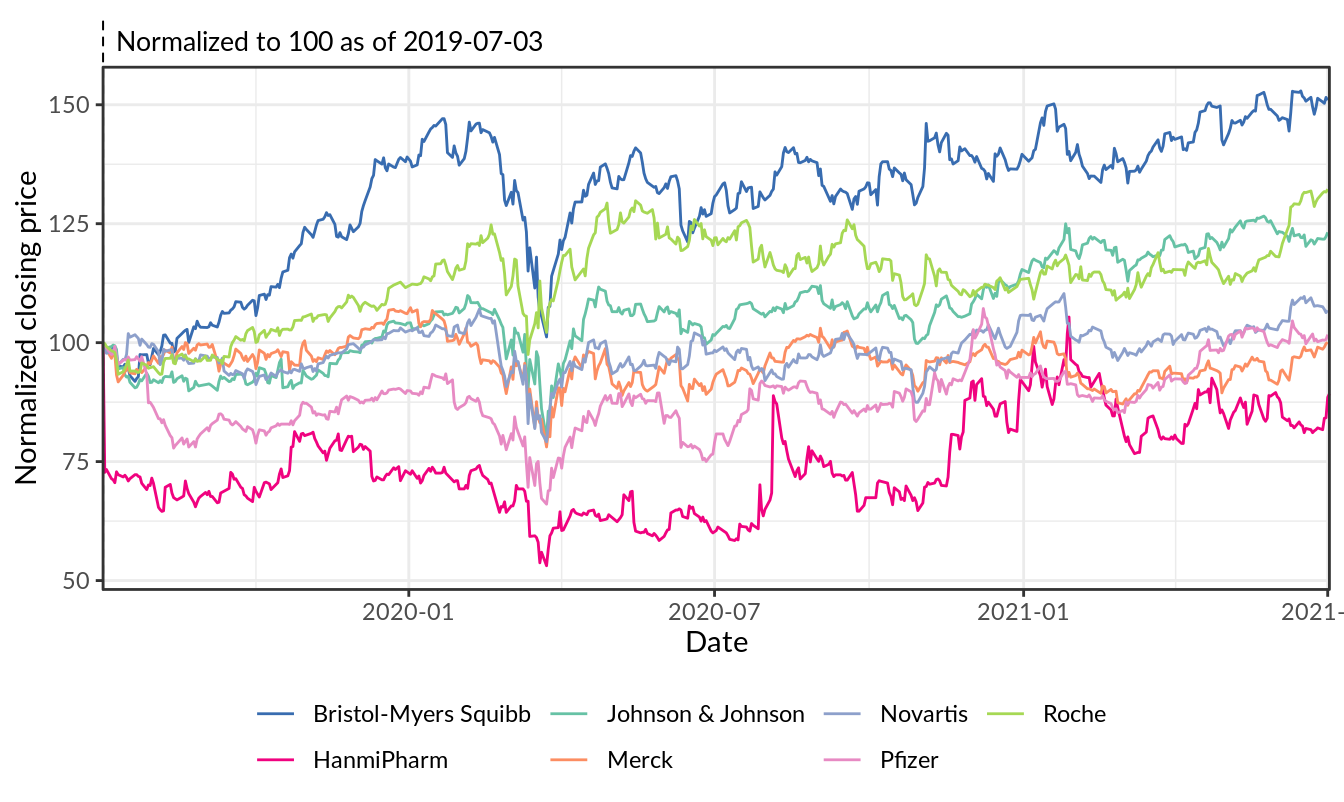 Normalized to 100 as of 2019-07-03
Normalized closing price
150
125
100
75
50
2020-01
2020-07
2021-01
2021-
Date
Bristol-Myers Squibb
Johnson & Johnson
Novartis
Roche
HanmiPharm
Merck
Pfizer